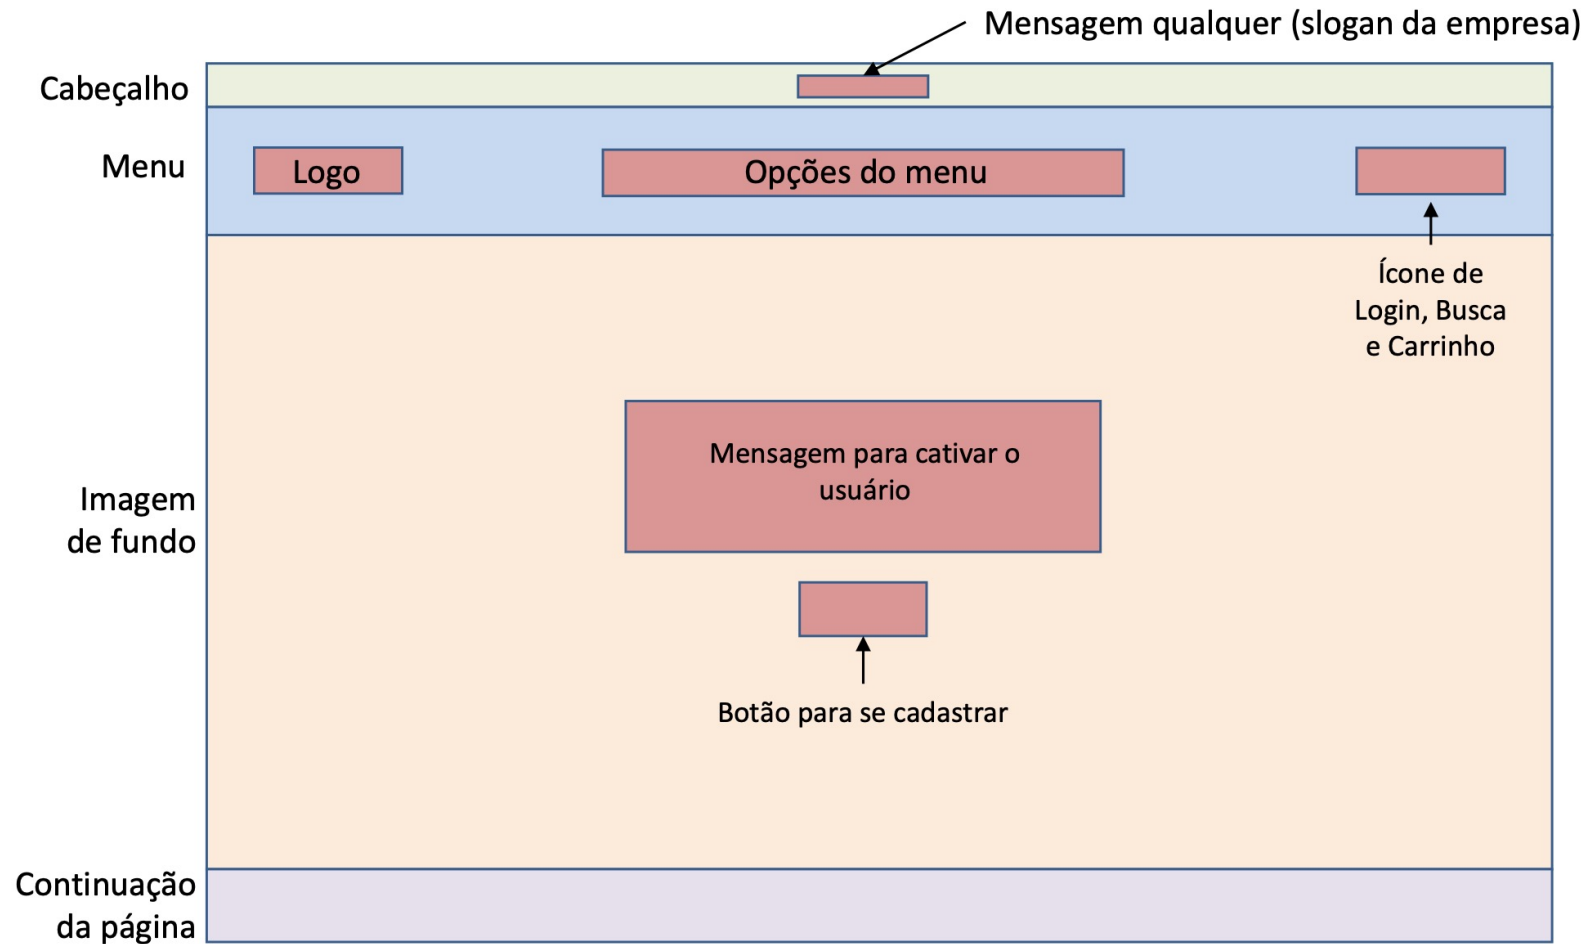 Mensagem qualquer (slogan da empresa)
Cabeçalho
Menu
Logo
Opções do menu
Ícone de
Login, Busca
e Carrinho
Mensagem para cativar o
usuário
Imagem
de fundo
Botão para se cadastrar
Continuação
da página